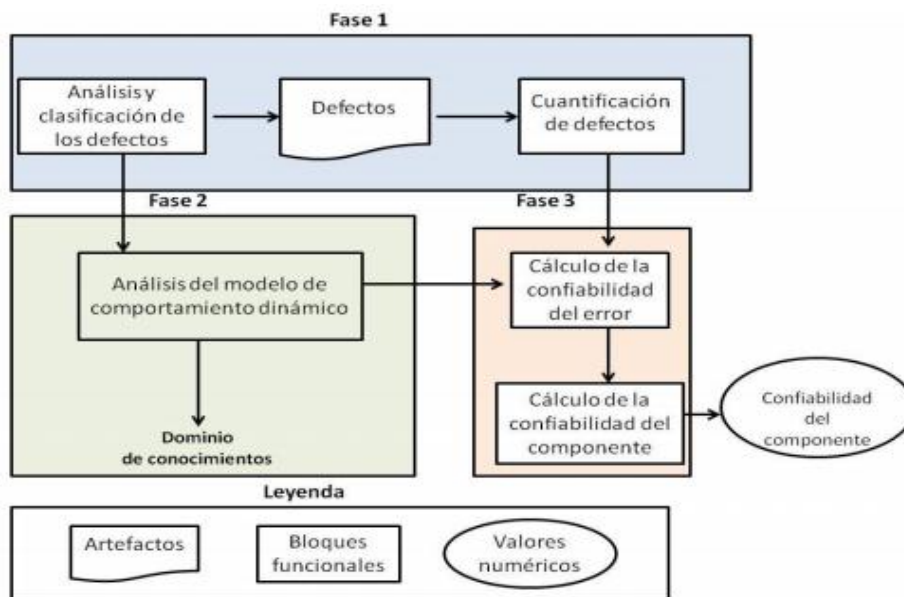 Fase 1
Análisis y
clasificación de
los defectos
Defectos
Cuantificación
de defectos
Fase 2
Fase 3
Análisis del modelo de
comportamiento dinámico
Cálculo de la
confiabilidad
del error
Dominio
de conocimientos
Cálculo de la
confiabilidad del
componente
Confiabilidad
del
componente
Leyenda
Artefactos
Bloques
funcionales
Valores
numéricos